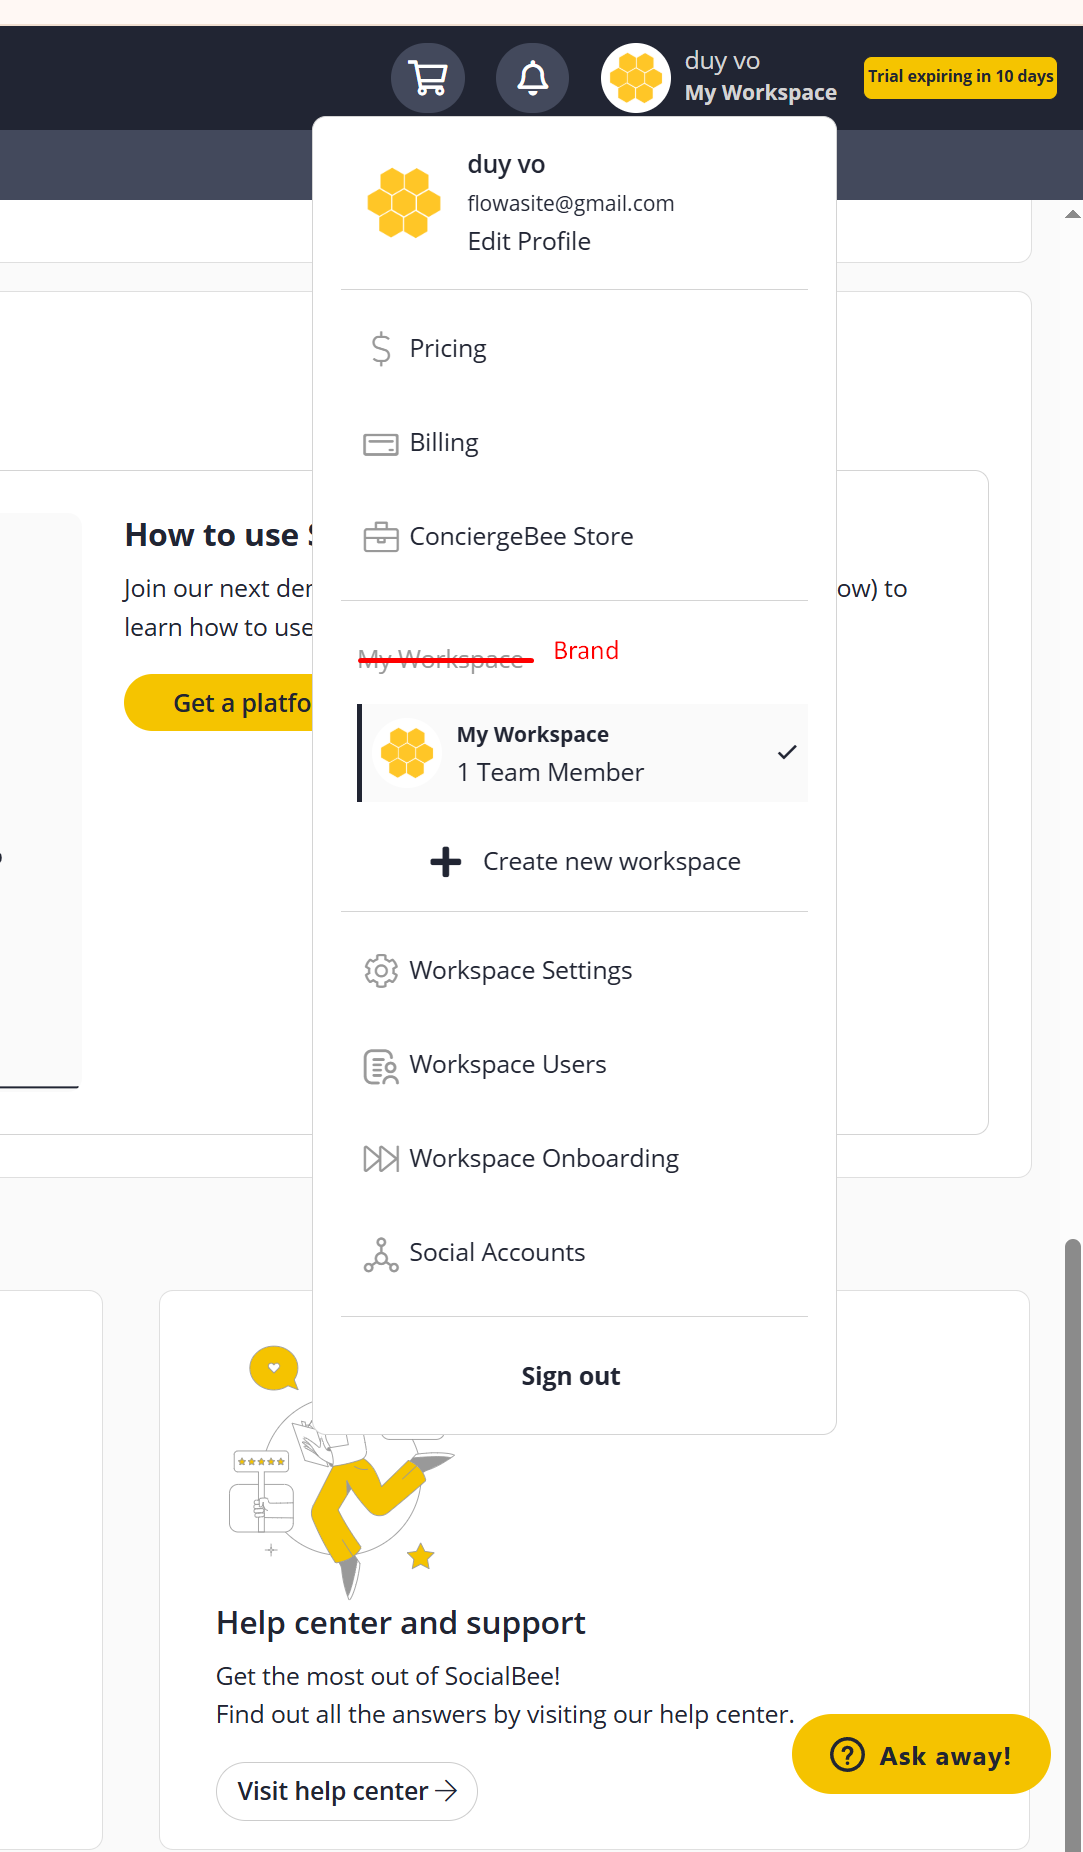 duy vo
My Workspace
Trial expiring in 10 days
duy vo
flowasite@gmail.com
Edit Profile
Pricing
Billing
ConciergeBee Store
How to use
Join our next
ow) to
learn how to use
Get a
My Workspace
Brand
My Workspace
1 Team Member
Create new workspace
Workspace Settings
Workspace Users
Workspace Onboarding
Social Accounts
Sign out
Help center and support
Get the most out of SocialBee!
Find out all the answers by visiting our help center.
Ask away!
Visit help center